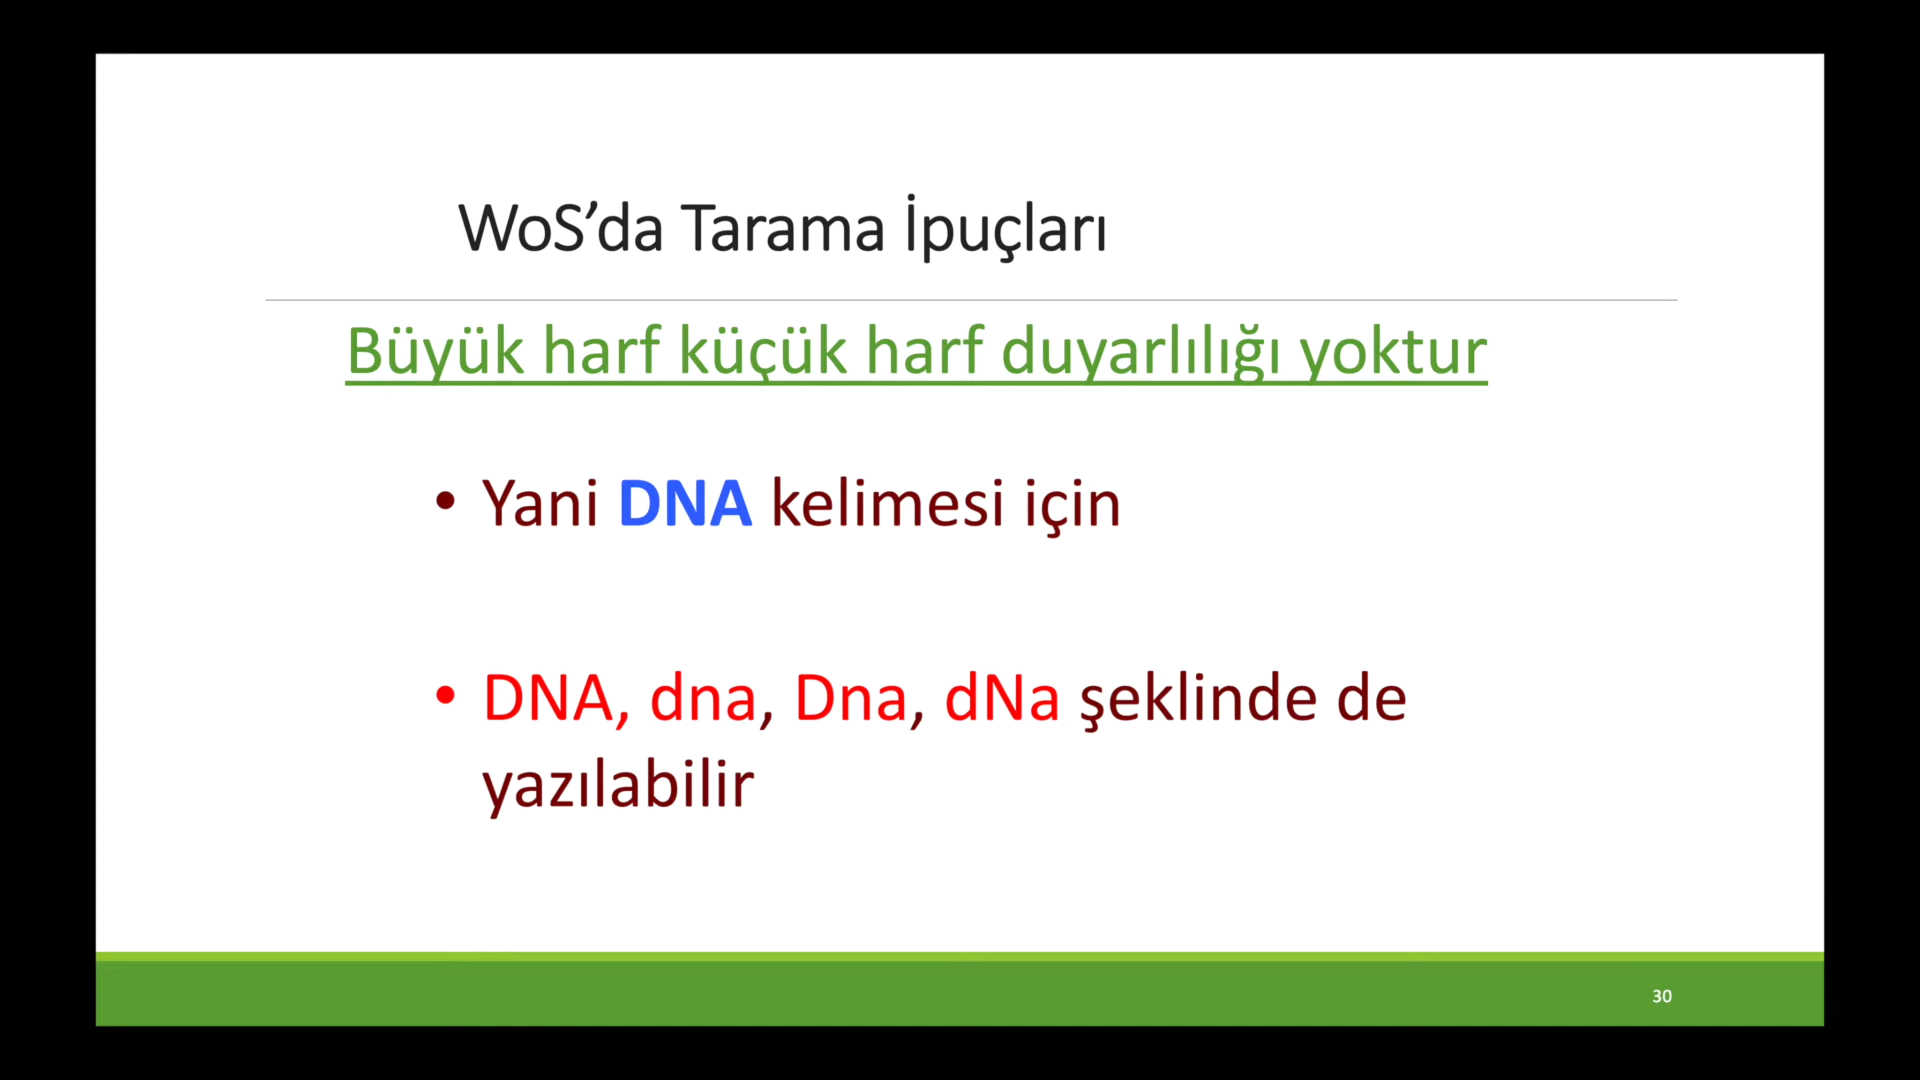 WoS’da Tarama İpuçları
Büyük harf küçük harf duyarlılığı yoktur
• Yani DNA kelimesi için
• DNA, dna, Dna, dNa şeklinde de
yazılabilir
30